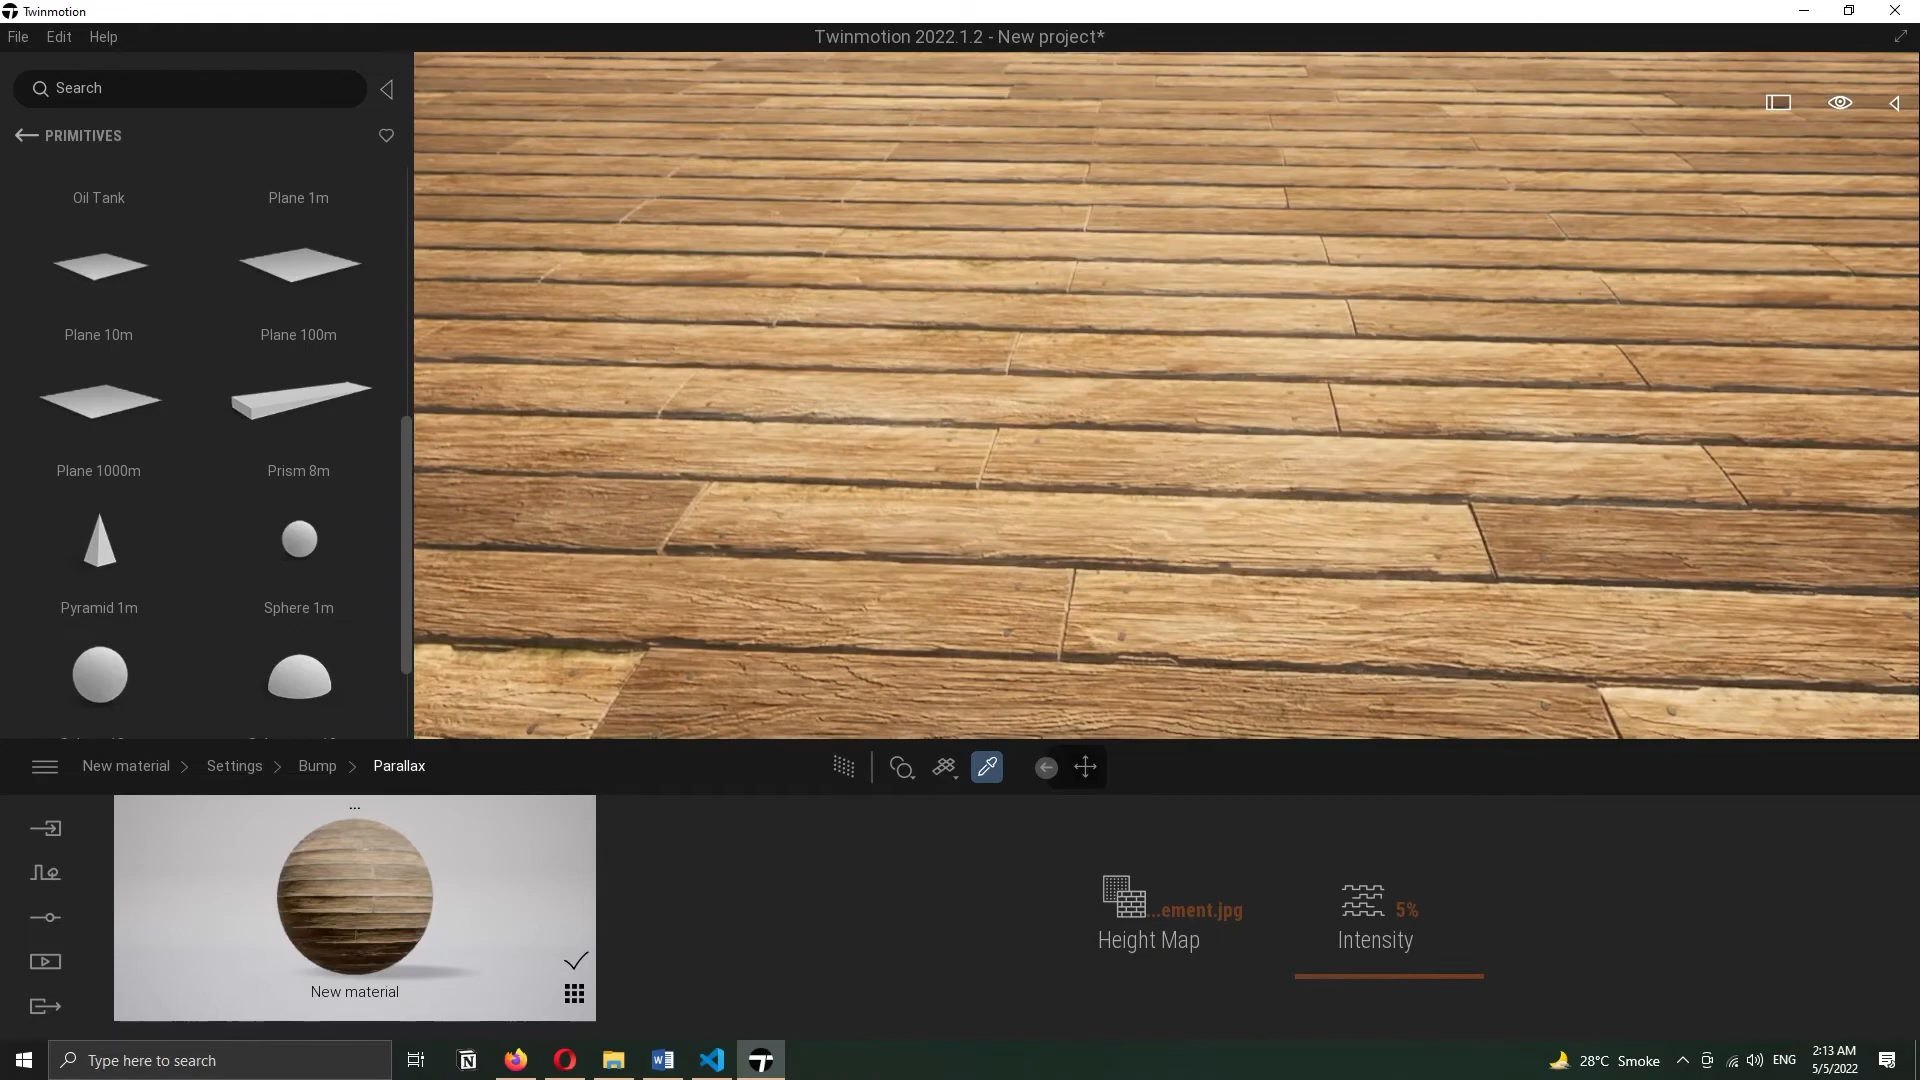 Twinmotion
File Edit Help
Twinmotion 2022.1.2 - New project*
Search
PRIMITIVES
Oil Tank
Plane 1m
Plane 10m
Plane 100m
Plane 1000m
Prism 8m
Pyramid 1m
Sphere 1m
New material
Settings
Bump
Parallax
...
New material
...ement.jpg
Height Map
5%
Intensity
Type here to search
28°C Smoke
ENG
2:13 AM
5/5/2022